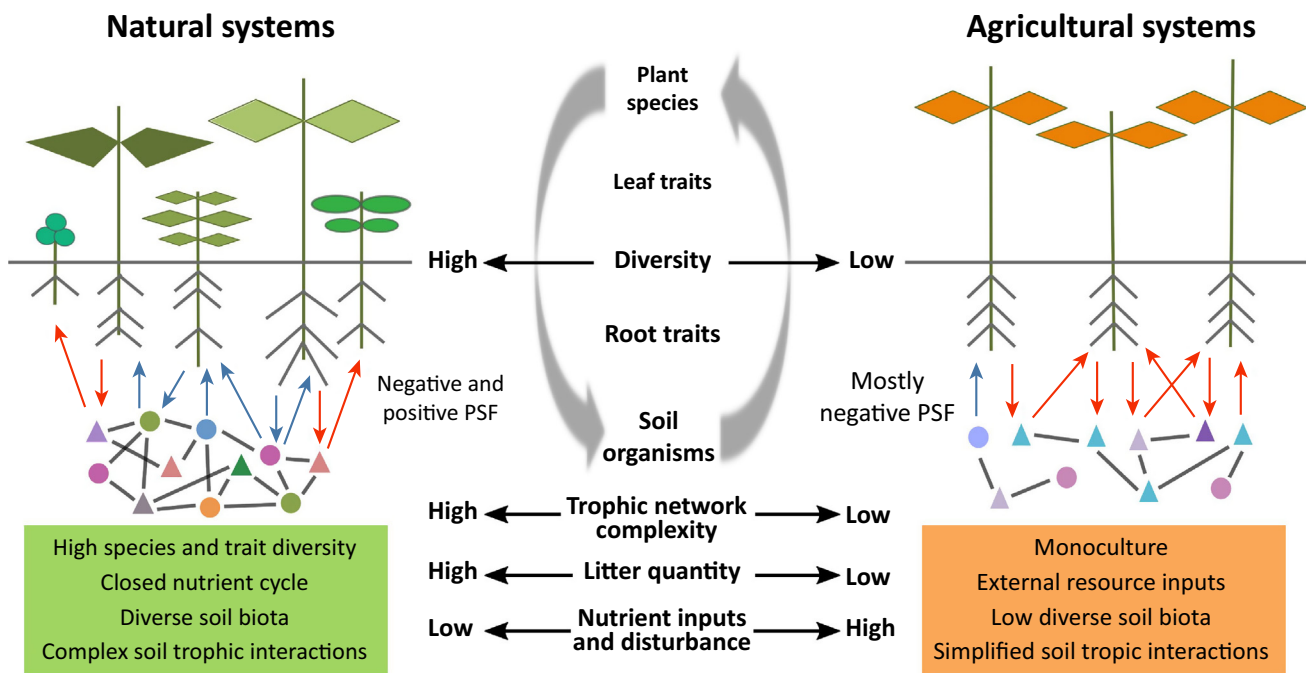 Natural systems
Agricultural systems
Plant
species
Leaf traits
High
Diversity
Low
Root traits
Negative and
positive PSF
Mostly
negative PSF
Soil
organisms
High
Trophic network
complexity
Low
High
Litter quantity
Low
Low
Nutrient inputs
and disturbance
High
High species and trait diversity
Closed nutrient cycle
Diverse soil biota
Complex soil trophic interactions
Monoculture
External resource inputs
Low diverse soil biota
Simplified soil tropic interactions